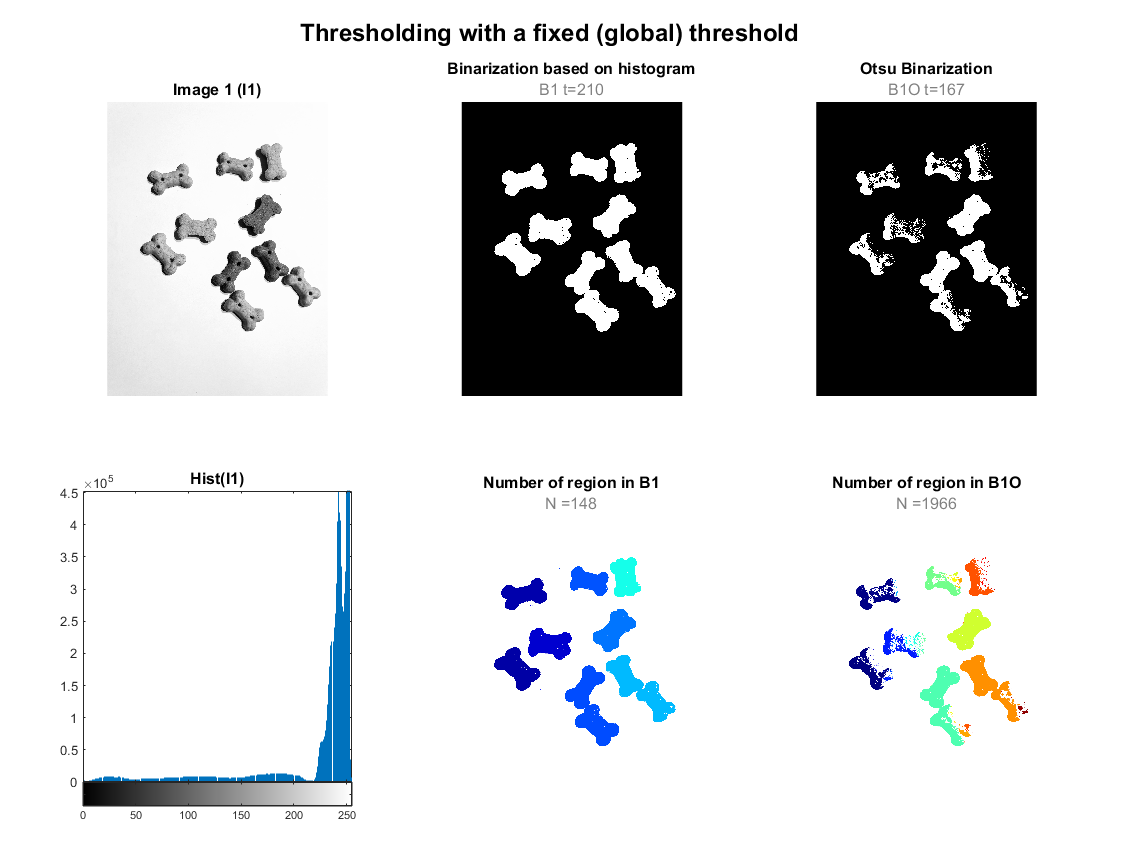 Thresholding with a fixed (global) threshold
Image 1 (I1)
Binarization based on histogram
B1 t=210
Otsu Binarization
B1O t=167
Hist(I1)
×10^5
4.5
4
3.5
3
2.5
2
1.5
1
0.5
0
0 50 100 150 200 250
Number of region in B1
N =148
Number of region in B1O
N =1966